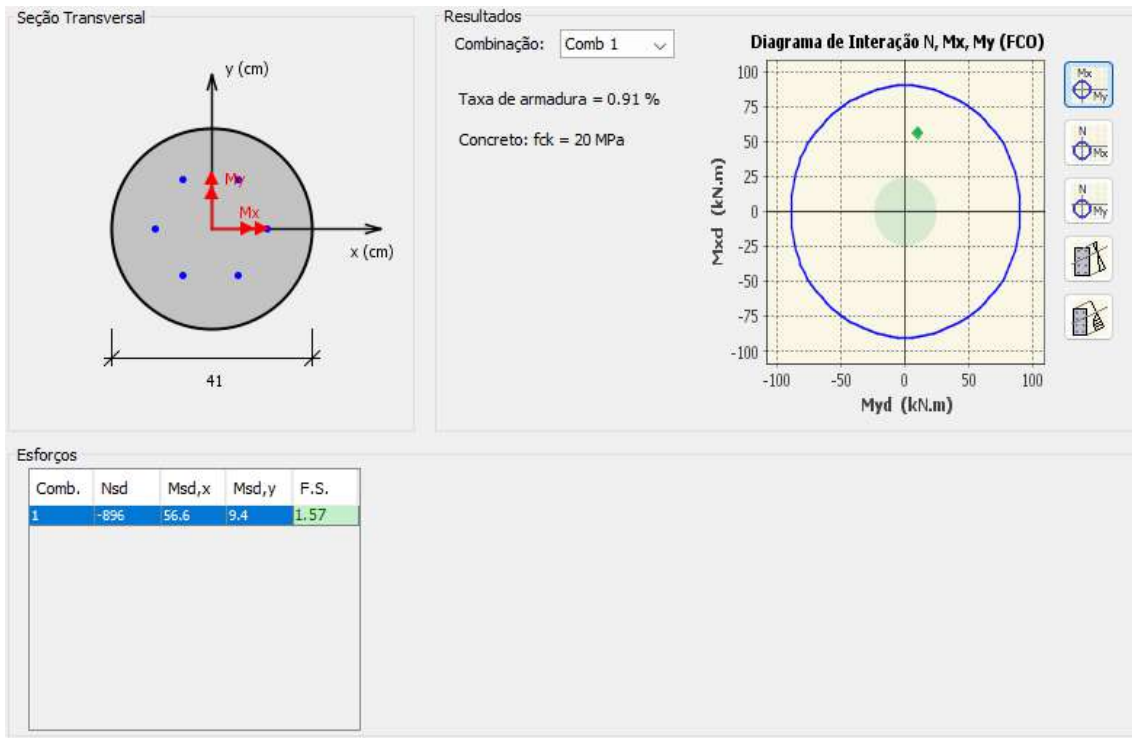 Seção Transversal
y (cm)
My
Mx
x (cm)
41
Resultados
Combinação: Comb 1
Taxa de armadura = 0.91 %
Concreto: fck = 20 MPa
Diagrama de Interação N, Mx, My (FCO)
100
75
50
25
0
-25
-50
-75
-100
Mxd (kN.m)
-100 -50 0 50 100
Myd (kN.m)
Mx
My
N
Mx
N
My
Esforços
Comb. Nsd Msd,x Msd,y F.S.
1 -896 56.6 9.4 1.57